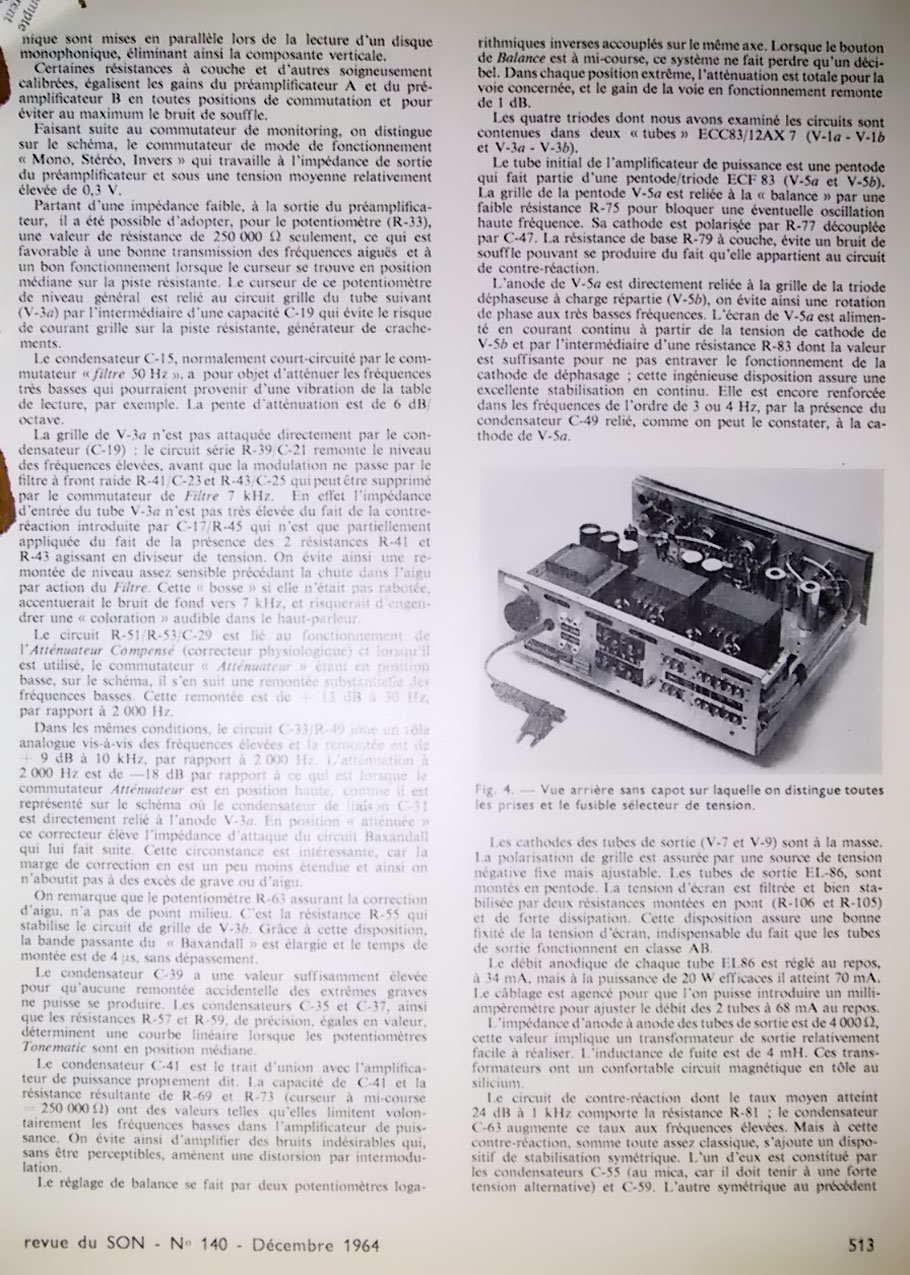 nique sont mises en parallèle lors de la lecture d'un disque
monophonique, éliminant ainsi la composante verticale.
Certaines résistances à couche et d'autres soigneusement
calibrées, égalisent les gains du préamplificateur A et du pré-
amplificateur B en toutes positions de commutation et pour
éviter au maximum le bruit de souffle.
Faisant suite au commutateur de monitoring, on distingue
sur le schéma, le commutateur de mode de fonctionnement
« Mono, Stéréo, Invers » qui travaille à l'impédance de sortie
du préamplificateur et sous une tension moyenne relativement
élevée de 0,3 V.
Partant d'une impédance faible, à la sortie du préamplifica-
teur, il a été possible d'adopter, pour le potentiomètre (R-33),
une valeur de résistance de 250 000 Ω seulement, ce qui est
favorable à une bonne transmission des fréquences aiguës et à
un bon fonctionnement lorsque le curseur se trouve en position
médiane sur la piste résistante. Le curseur de ce potentiomètre
de niveau général est relié au circuit grille du tube suivant
(V-3a) par l'intermédiaire d'une capacité C-19 qui évite le risque
de courant grille sur la piste résistante, générateur de crache-
ments.
Le condensateur C-15, normalement court-circuité par le com-
mutateur « filtre 50 Hz », a pour objet d'atténuer les fréquences
très basses qui pourraient provenir d'une vibration de la table
de lecture, par exemple. La pente d'atténuation est de 6 dB/
octave.
La grille de V-3a n'est pas attaquée directement par le con-
densateur (C-19) : le circuit série R-39/C-21 remonte le niveau
des fréquences élevées, avant que la modulation ne passe par le
filtre à front raide R-41/C-23 et R-43/C-25 qui peut être supprimé
par le commutateur de Filtre 7 kHz. En effet l'impédance
d'entrée du tube V-3a n'est pas très élevée du fait de la contre-
réaction introduite par C-17/R-45 qui n'est que partiellement
appliquée du fait de la présence des 2 résistances R-41 et
R-43 agissant en diviseur de tension. On évite ainsi une re-
montée de niveau assez sensible précédant la chute dans l'aigu
par action du Filtre. Cette « bosse » si elle n'était pas rabotée,
accentuerait le bruit de fond vers 7 kHz, et risquerait d'engen-
drer une « coloration » audible dans le haut-parleur.
Le circuit R-51/R-53/C-29 est lié au fonctionnement de
l'Atténuateur Compensé (correcteur physiologique) et lorsqu'il
est utilisé, le commutateur « Atténuateur » étant en position
basse, sur le schéma, il s'en suit une remontée substantielle des
fréquences basses. Cette remontée est de + 13 dB à 30 Hz,
par rapport à 2 000 Hz.
Dans les mêmes conditions, le circuit C-33/R-49 joue un rôle
analogue vis-à-vis des fréquences élevées et la remontée est de
+ 9 dB à 10 kHz, par rapport à 2 000 Hz. L'atténuation à
2 000 Hz est de —18 dB par rapport à ce qui est lorsque le
commutateur Atténuateur est en position haute, comme il est
représenté sur le schéma où le condensateur de liaison C-31
est directement relié à l'anode V-3a. En position « atténuée »
ce correcteur élève l'impédance d'attaque du circuit Baxandall
qui lui fait suite. Cette circonstance est intéressante, car la
marge de correction en est un peu moins étendue et ainsi on
n'aboutit pas à des excès de grave ou d'aigu.
On remarque que le potentiomètre R-63 assurant la correction
d'aigu, n'a pas de point milieu. C'est la résistance R-55 qui
stabilise le circuit de grille de V-3b. Grâce à cette disposition,
la bande passante du « Baxandall » est élargie et le temps de
montée est de 4 µs, sans dépassement.
Le condensateur C-39 a une valeur suffisamment élevée
pour qu'aucune remontée accidentelle des extrêmes graves
ne puisse se produire. Les condensateurs C-35 et C-37, ainsi
que les résistances R-57 et R-59, de précision, égales en valeur,
déterminent une courbe linéaire lorsque les potentiomètres
Tonematic sont en position médiane.
Le condensateur C-41 est le trait d'union avec l'amplifica-
teur de puissance proprement dit. La capacité de C-41 et la
résistance résultante de R-69 et R-73 (curseur à mi-course
= 250 000 Ω) ont des valeurs telles qu'elles limitent volon-
tairement les fréquences basses dans l'amplificateur de puis-
sance. On évite ainsi d'amplifier des bruits indésirables qui,
sans être perceptibles, amènent une distorsion par intermodu-
lation.
Le réglage de balance se fait par deux potentiomètres loga-
rithmiques inverses accouplés sur le même axe. Lorsque le bouton
de Balance est à mi-course, ce système ne fait perdre qu'un déci-
bel. Dans chaque position extrême, l'atténuation est totale pour la
voie concernée, et le gain de la voie en fonctionnement remonte
de 1 dB.
Les quatre triodes dont nous avons examiné les circuits sont
contenues dans deux « tubes » ECC83/12AX 7 (V-1a - V-1b
et V-3a - V-3b).
Le tube initial de l'amplificateur de puissance est une pentode
qui fait partie d'une pentode/triode ECF 83 (V-5a et V-5b).
La grille de la pentode V-5a est reliée à la « balance » par une
faible résistance R-75 pour bloquer une éventuelle oscillation
haute fréquence. Sa cathode est polarisée par R-77 découplée
par C-47. La résistance de base R-79 à couche, évite un bruit de
souffle pouvant se produire du fait qu'elle appartient au circuit
de contre-réaction.
L'anode de V-5a est directement reliée à la grille de la triode
déphaseuse à charge répartie (V-5b), on évite ainsi une rotation
de phase aux très basses fréquences. L'écran de V-5a est alimen-
té en courant continu à partir de la tension de cathode de
V-5b et par l'intermédiaire d'une résistance R-83 dont la valeur
est suffisante pour ne pas entraver le fonctionnement de la
cathode de déphasage ; cette ingénieuse disposition assure une
excellente stabilisation en continu. Elle est encore renforcée
dans les fréquences de l'ordre de 3 ou 4 Hz, par la présence du
condensateur C-49 relié, comme on peut le constater, à la ca-
thode de V-5a.
Fig. 4. — Vue arrière sans capot sur laquelle on distingue toutes
les prises et le fusible sélecteur de tension.
Les cathodes des tubes de sortie (V-7 et V-9) sont à la masse.
La polarisation de grille est assurée par une source de tension
négative fixe mais ajustable. Les tubes de sortie EL-86, sont
montés en pentode. La tension d'écran est filtrée et bien sta-
bilisée par deux résistances montées en pont (R-106 et R-105)
et de forte dissipation. Cette disposition assure une bonne
fixité de la tension d'écran, indispensable du fait que les tubes
de sortie fonctionnent en classe AB.
Le débit anodique de chaque tube EL86 est réglé au repos,
à 34 mA, mais à la puissance de 20 W efficaces il atteint 70 mA.
Le câblage est agencé pour que l'on puisse introduire un milli-
ampèremètre pour ajuster le débit des 2 tubes à 68 mA au repos.
L'impédance d'anode à anode des tubes de sortie est de 4 000 Ω,
cette valeur implique un transformateur de sortie relativement
facile à réaliser. L'inductance de fuite est de 4 mH. Ces trans-
formateurs ont un confortable circuit magnétique en tôle au
silicium.
Le circuit de contre-réaction dont le taux moyen atteint
24 dB à 1 kHz comporte la résistance R-81 ; le condensateur
C-63 augmente ce taux aux fréquences élevées. Mais à cette
contre-réaction, somme toute assez classique, s'ajoute un dispo-
sitif de stabilisation symétrique. L'un d'eux est constitué par
les condensateurs C-55 (au mica, car il doit tenir à une forte
tension alternative) et C-59. L'autre symétrique au précédent
revue du SON - N° 140 - Décembre 1964
513